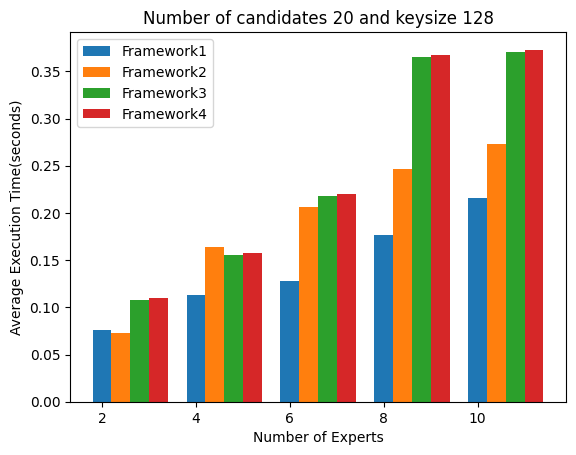 Number of candidates 20 and keysize 128
Framework1
Framework2
Framework3
Framework4
Average Execution Time(seconds)
0.35
0.30
0.25
0.20
0.15
0.10
0.05
0.00
2 4 6 8 10
Number of Experts